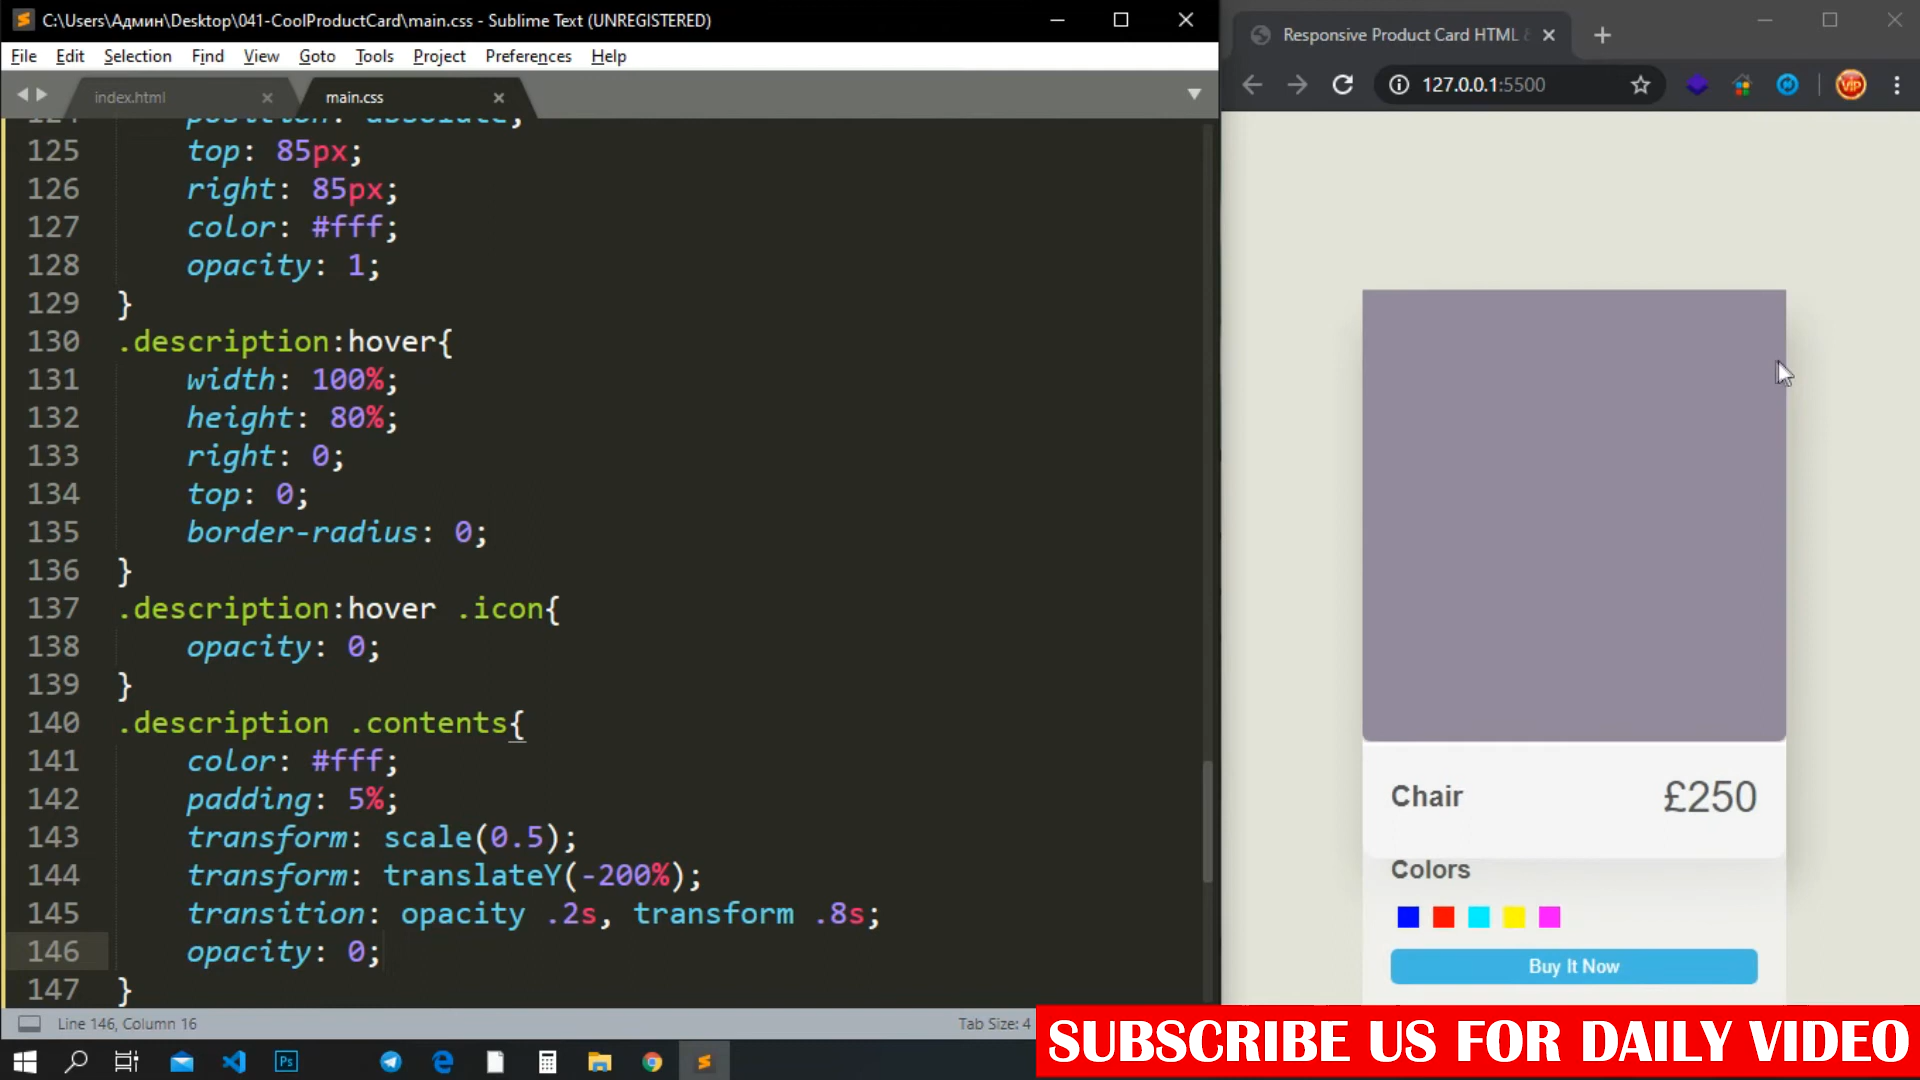 C:\Users\Админ\Desktop\041-CoolProductCard\main.css - Sublime Text (UNREGISTERED)
File Edit Selection Find View Goto Tools Project Preferences Help
index.html
main.css
124 position: absolute;
125 top: 85px;
126 right: 85px;
127 color: #fff;
128 opacity: 1;
129 }
130 .description:hover{
131 width: 100%;
132 height: 80%;
133 right: 0;
134 top: 0;
135 border-radius: 0;
136 }
137 .description:hover .icon{
138 opacity: 0;
139 }
140 .description .contents{
141 color: #fff;
142 padding: 5%;
143 transform: scale(0.5);
144 transform: translateY(-200%);
145 transition: opacity .2s, transform .8s;
146 opacity: 0;
147 }
Line 146, Column 16
Tab Size: 4
Ps
Responsive Product Card HTML &
127.0.0.1:5500
VIP
Chair
£250
Colors
Buy It Now
SUBSCRIBE US FOR DAILY VIDEO